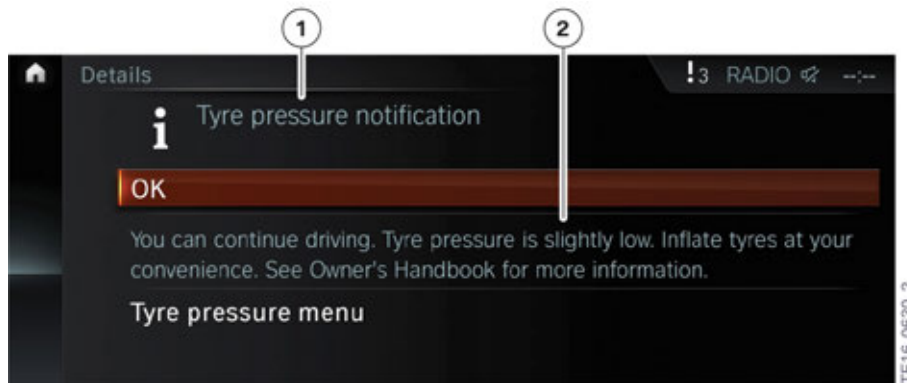 1
2
Details
!3 RADIO --:--
i
Tyre pressure notification
OK
You can continue driving. Tyre pressure is slightly low. Inflate tyres at your
convenience. See Owner's Handbook for more information.
Tyre pressure menu